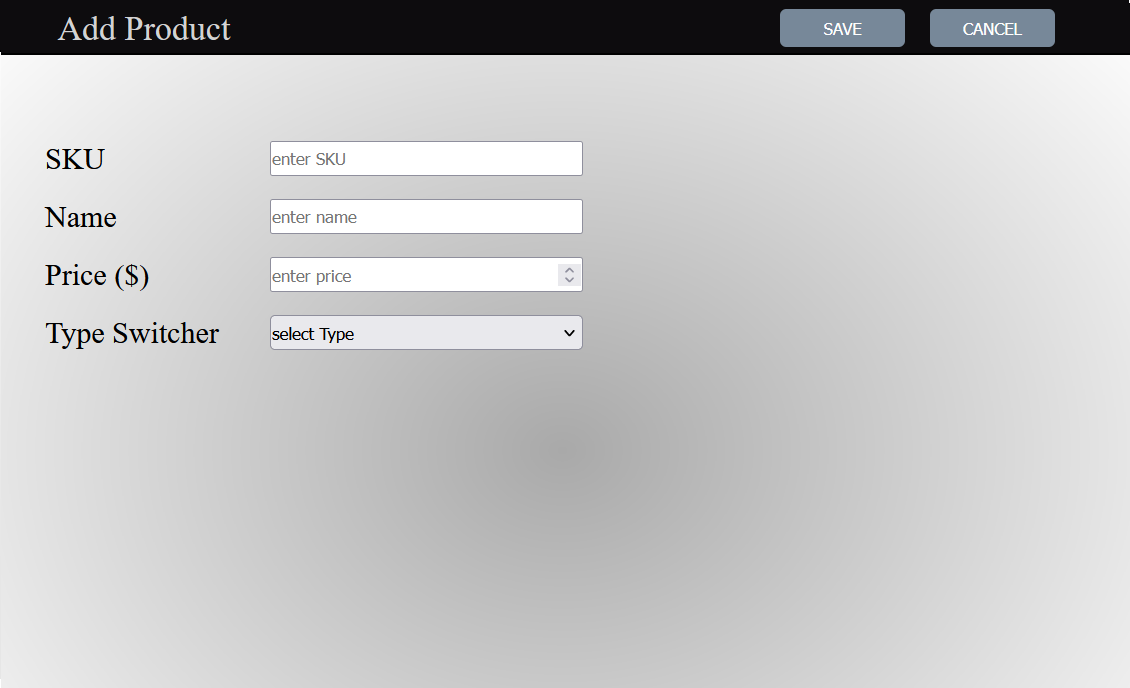 Add Product
SAVE
CANCEL
SKU
enter SKU
Name
enter name
Price ($)
enter price
Type Switcher
select Type